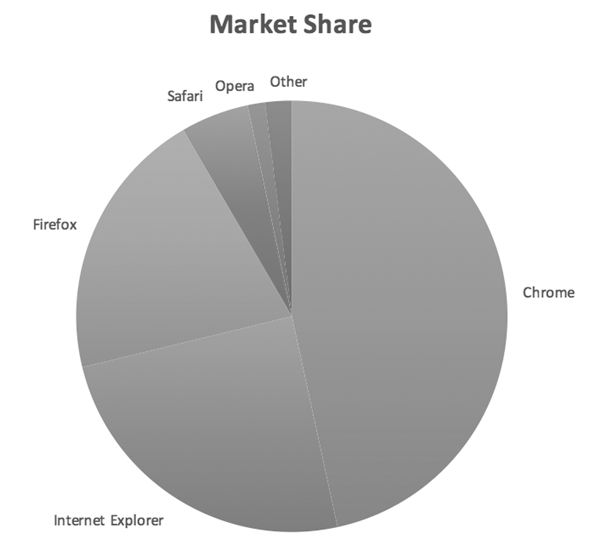 Market Share
Safari
Opera
Other
Firefox
Chrome
Internet Explorer